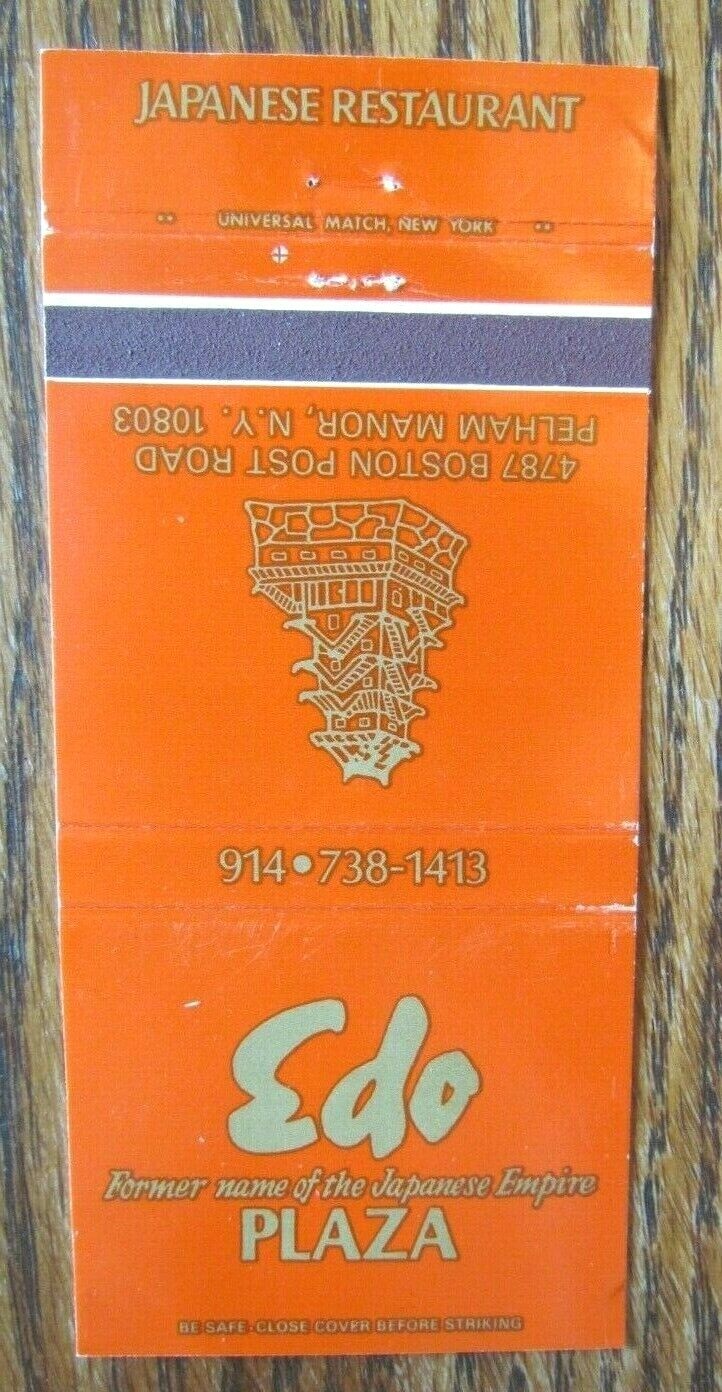 JAPANESE RESTAURANT
•• UNIVERSAL MATCH, NEW YORK ••
4787 BOSTON POST ROAD
PELHAM MANOR, N.Y. 10803
914•738-1413
Edo
Former name of the Japanese Empire
PLAZA
BE SAFE-CLOSE COVER BEFORE STRIKING